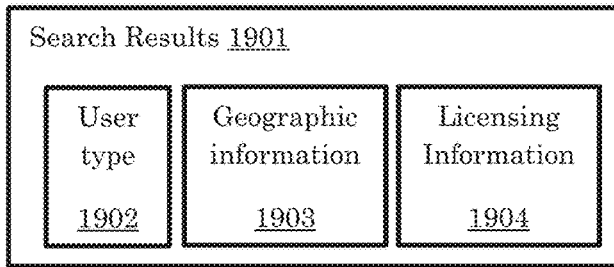 Search Results 1901
User
type
1902
Geographic
information
1903
Licensing
Information
1904